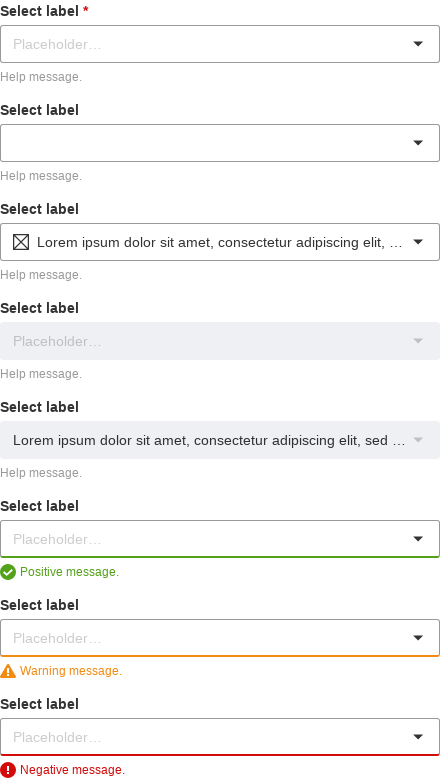 Select label *
Placeholder…
Help message.
Select label
Help message.
Select label
Lorem ipsum dolor sit amet, consectetur adipiscing elit, …
Help message.
Select label
Placeholder…
Help message.
Select label
Lorem ipsum dolor sit amet, consectetur adipiscing elit, sed …
Help message.
Select label
Placeholder…
Positive message.
Select label
Placeholder…
Warning message.
Select label
Placeholder…
Negative message.